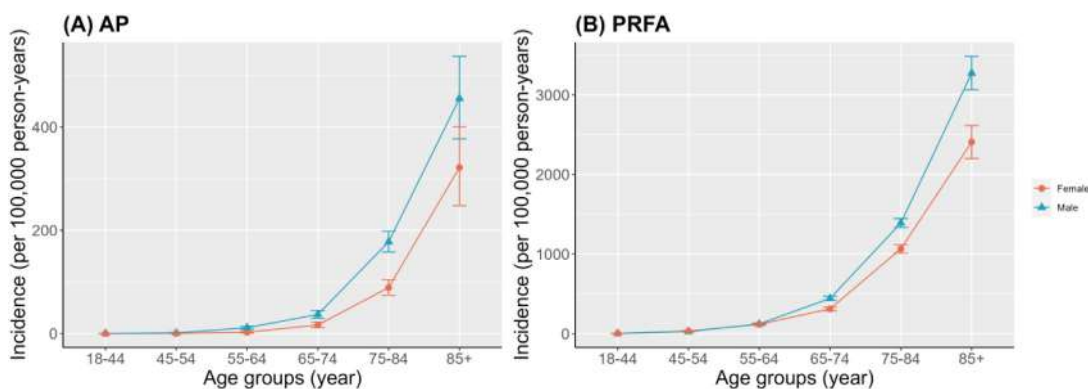 (A) AP
Incidence (per 100,000 person-years)
400
200
0
18-44 45-54 55-64 65-74 75-84 85+
Age groups (year)
(B) PRFA
Incidence (per 100,000 person-years)
3000
2000
1000
0
18-44 45-54 55-64 65-74 75-84 85+
Age groups (year)
Female
Male